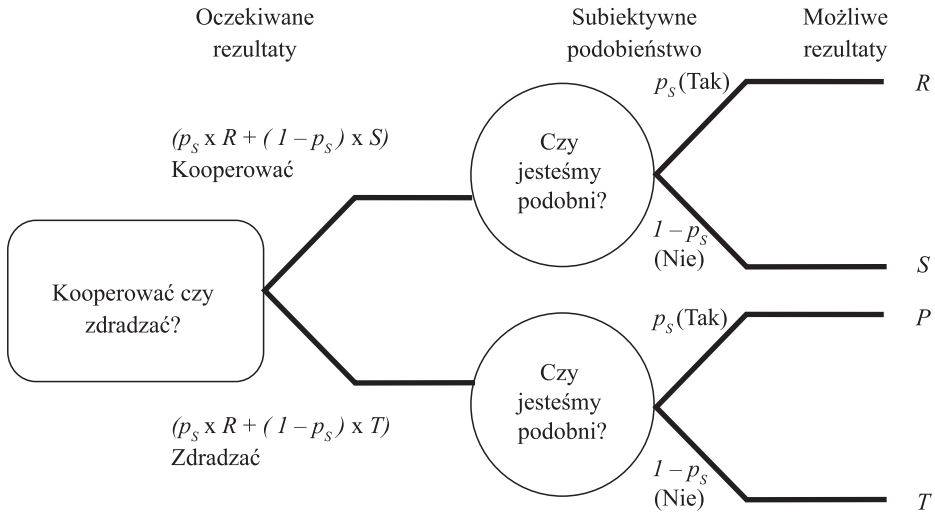 Oczekiwane
rezultaty
Subiektywne
podobieństwo
Możliwe
rezultaty
p_S (Tak)
R
(p_S x R + ( 1 – p_S ) x S)
Kooperować
Czy
jesteśmy
podobni?
1 – p_S
(Nie)
S
Kooperować czy
zdradzać?
p_S (Tak)
P
Czy
jesteśmy
podobni?
(p_S x R + ( 1 – p_S ) x T)
Zdradzać
1 – p_S
(Nie)
T